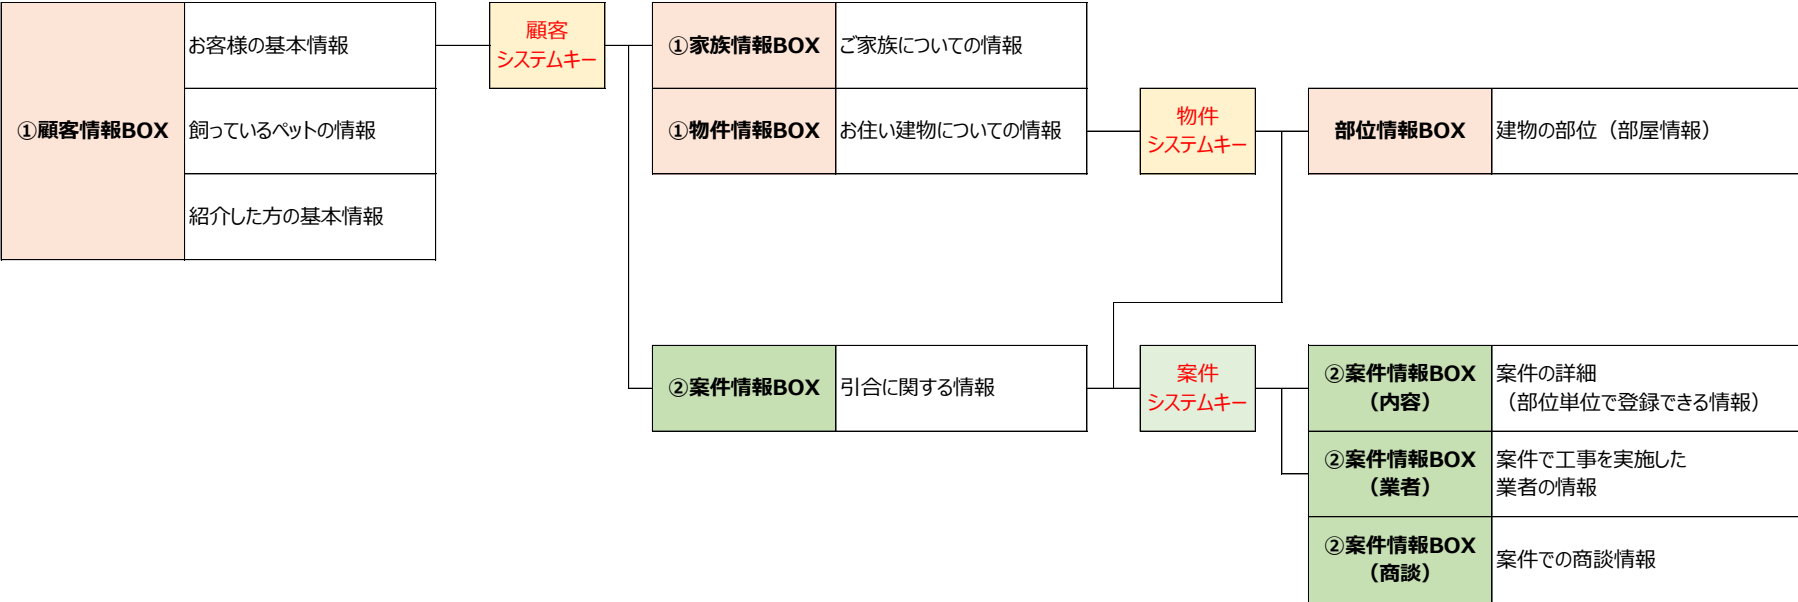 ①顧客情報BOX
お客様の基本情報
飼っているペットの情報
紹介した方の基本情報
顧客
システムキー
①家族情報BOX
ご家族についての情報
①物件情報BOX
お住い建物についての情報
物件
システムキー
部位情報BOX
建物の部位（部屋情報）
②案件情報BOX
引合に関する情報
案件
システムキー
②案件情報BOX
（内容）
案件の詳細
（部位単位で登録できる情報）
②案件情報BOX
（業者）
案件で工事を実施した
業者の情報
②案件情報BOX
（商談）
案件での商談情報